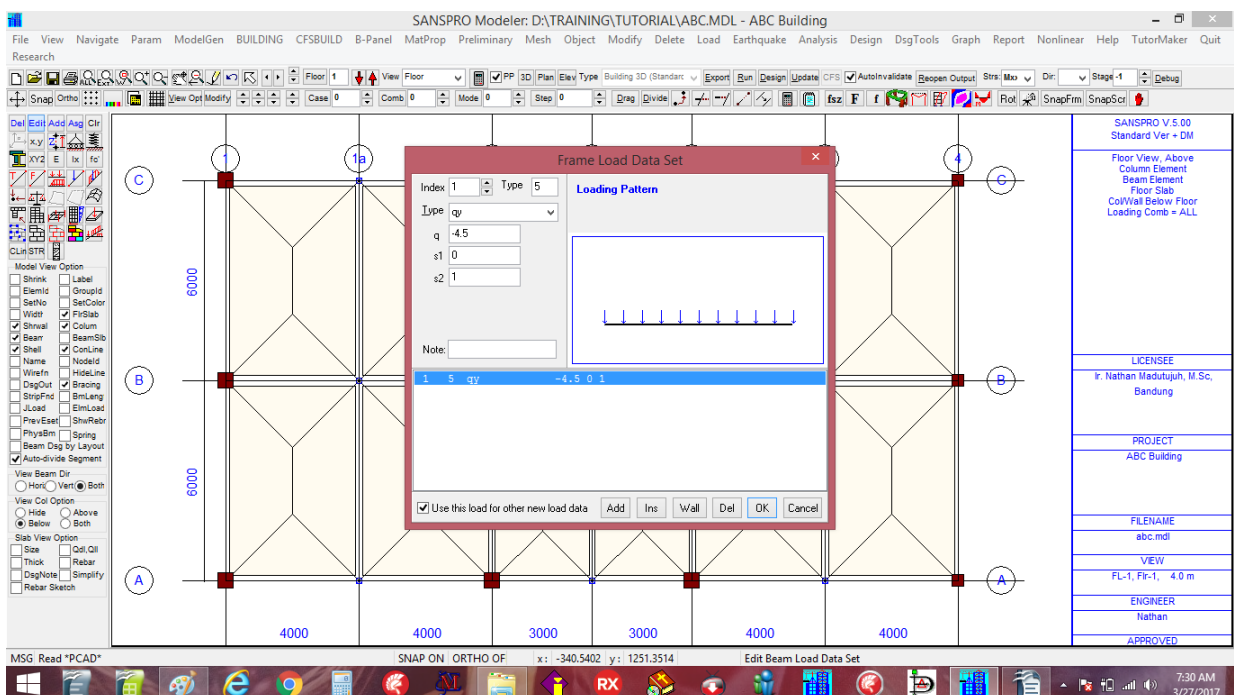 SANSPRO Modeler: D:\TRAINING\TUTORIAL\ABC.MDL - ABC Building
File View Navigate Param ModelGen BUILDING CFSBUILD B-Panel MatProp Preliminary Mesh Object Modify Delete Load Earthquake Analysis Design DsgTools Graph Report Nonlinear Help TutorMaker Quit
Research
Floor 1 View Floor PP 3D Plan Elev Type Building 3D (Standarc Export Run Design Update CFS AutoInvalidate Reopen Output Strs: Mxx Dir: Stage -1 Debug
Snap Ortho View Opt Modify Case 0 Comb 0 Mode 0 Step 0 Drag Divide fsz F f Rot SnapFrm SnapScr
Del Edit Add Asg Clr
x.y
XYZ E Ix fc'
CLin STR
Model View Option
Shrink Label
ElemId GroupId
SetNo SetColor
Width FlrSlab
Shrwal Colum
Beam BeamSlb
Shell ConLine
Name NodeId
Wirefn HideLine
DsgOut Bracing
StripFnd BmLeng
JLoad ElmLoad
PrevEset ShwRebr
PhysBm Spring
Beam Dsg by Layout
Auto-divide Segment
View Beam Dir
Hori Vert Both
View Col Option
Hide Above
Below Both
Slab View Option
Size Qdl,Qll
Thick Rebar
DsgNote Simplify
Rebar Sketch
1 1a 4
C C
6000
B B
6000
A A
4000 4000 3000 3000 4000 4000
Frame Load Data Set
Index 1 Type 5 Loading Pattern
Type qy
q -4.5
s1 0
s2 1
Note:
1 5 qy -4.5 0 1
Use this load for other new load data Add Ins Wall Del OK Cancel
SANSPRO V.5.00
Standard Ver + DM
Floor View, Above
Column Element
Beam Element
Floor Slab
Col/Wall Below Floor
Loading Comb = ALL
LICENSEE
Ir. Nathan Madutujuh, M.Sc,
Bandung
PROJECT
ABC Building
FILENAME
abc.mdl
VIEW
FL-1, Flr-1, 4.0 m
ENGINEER
Nathan
APPROVED
MSG Read *PCAD* SNAP ON ORTHO OF x: -340.5402 y: 1251.3514 Edit Beam Load Data Set
RX
7:30 AM
3/27/2017